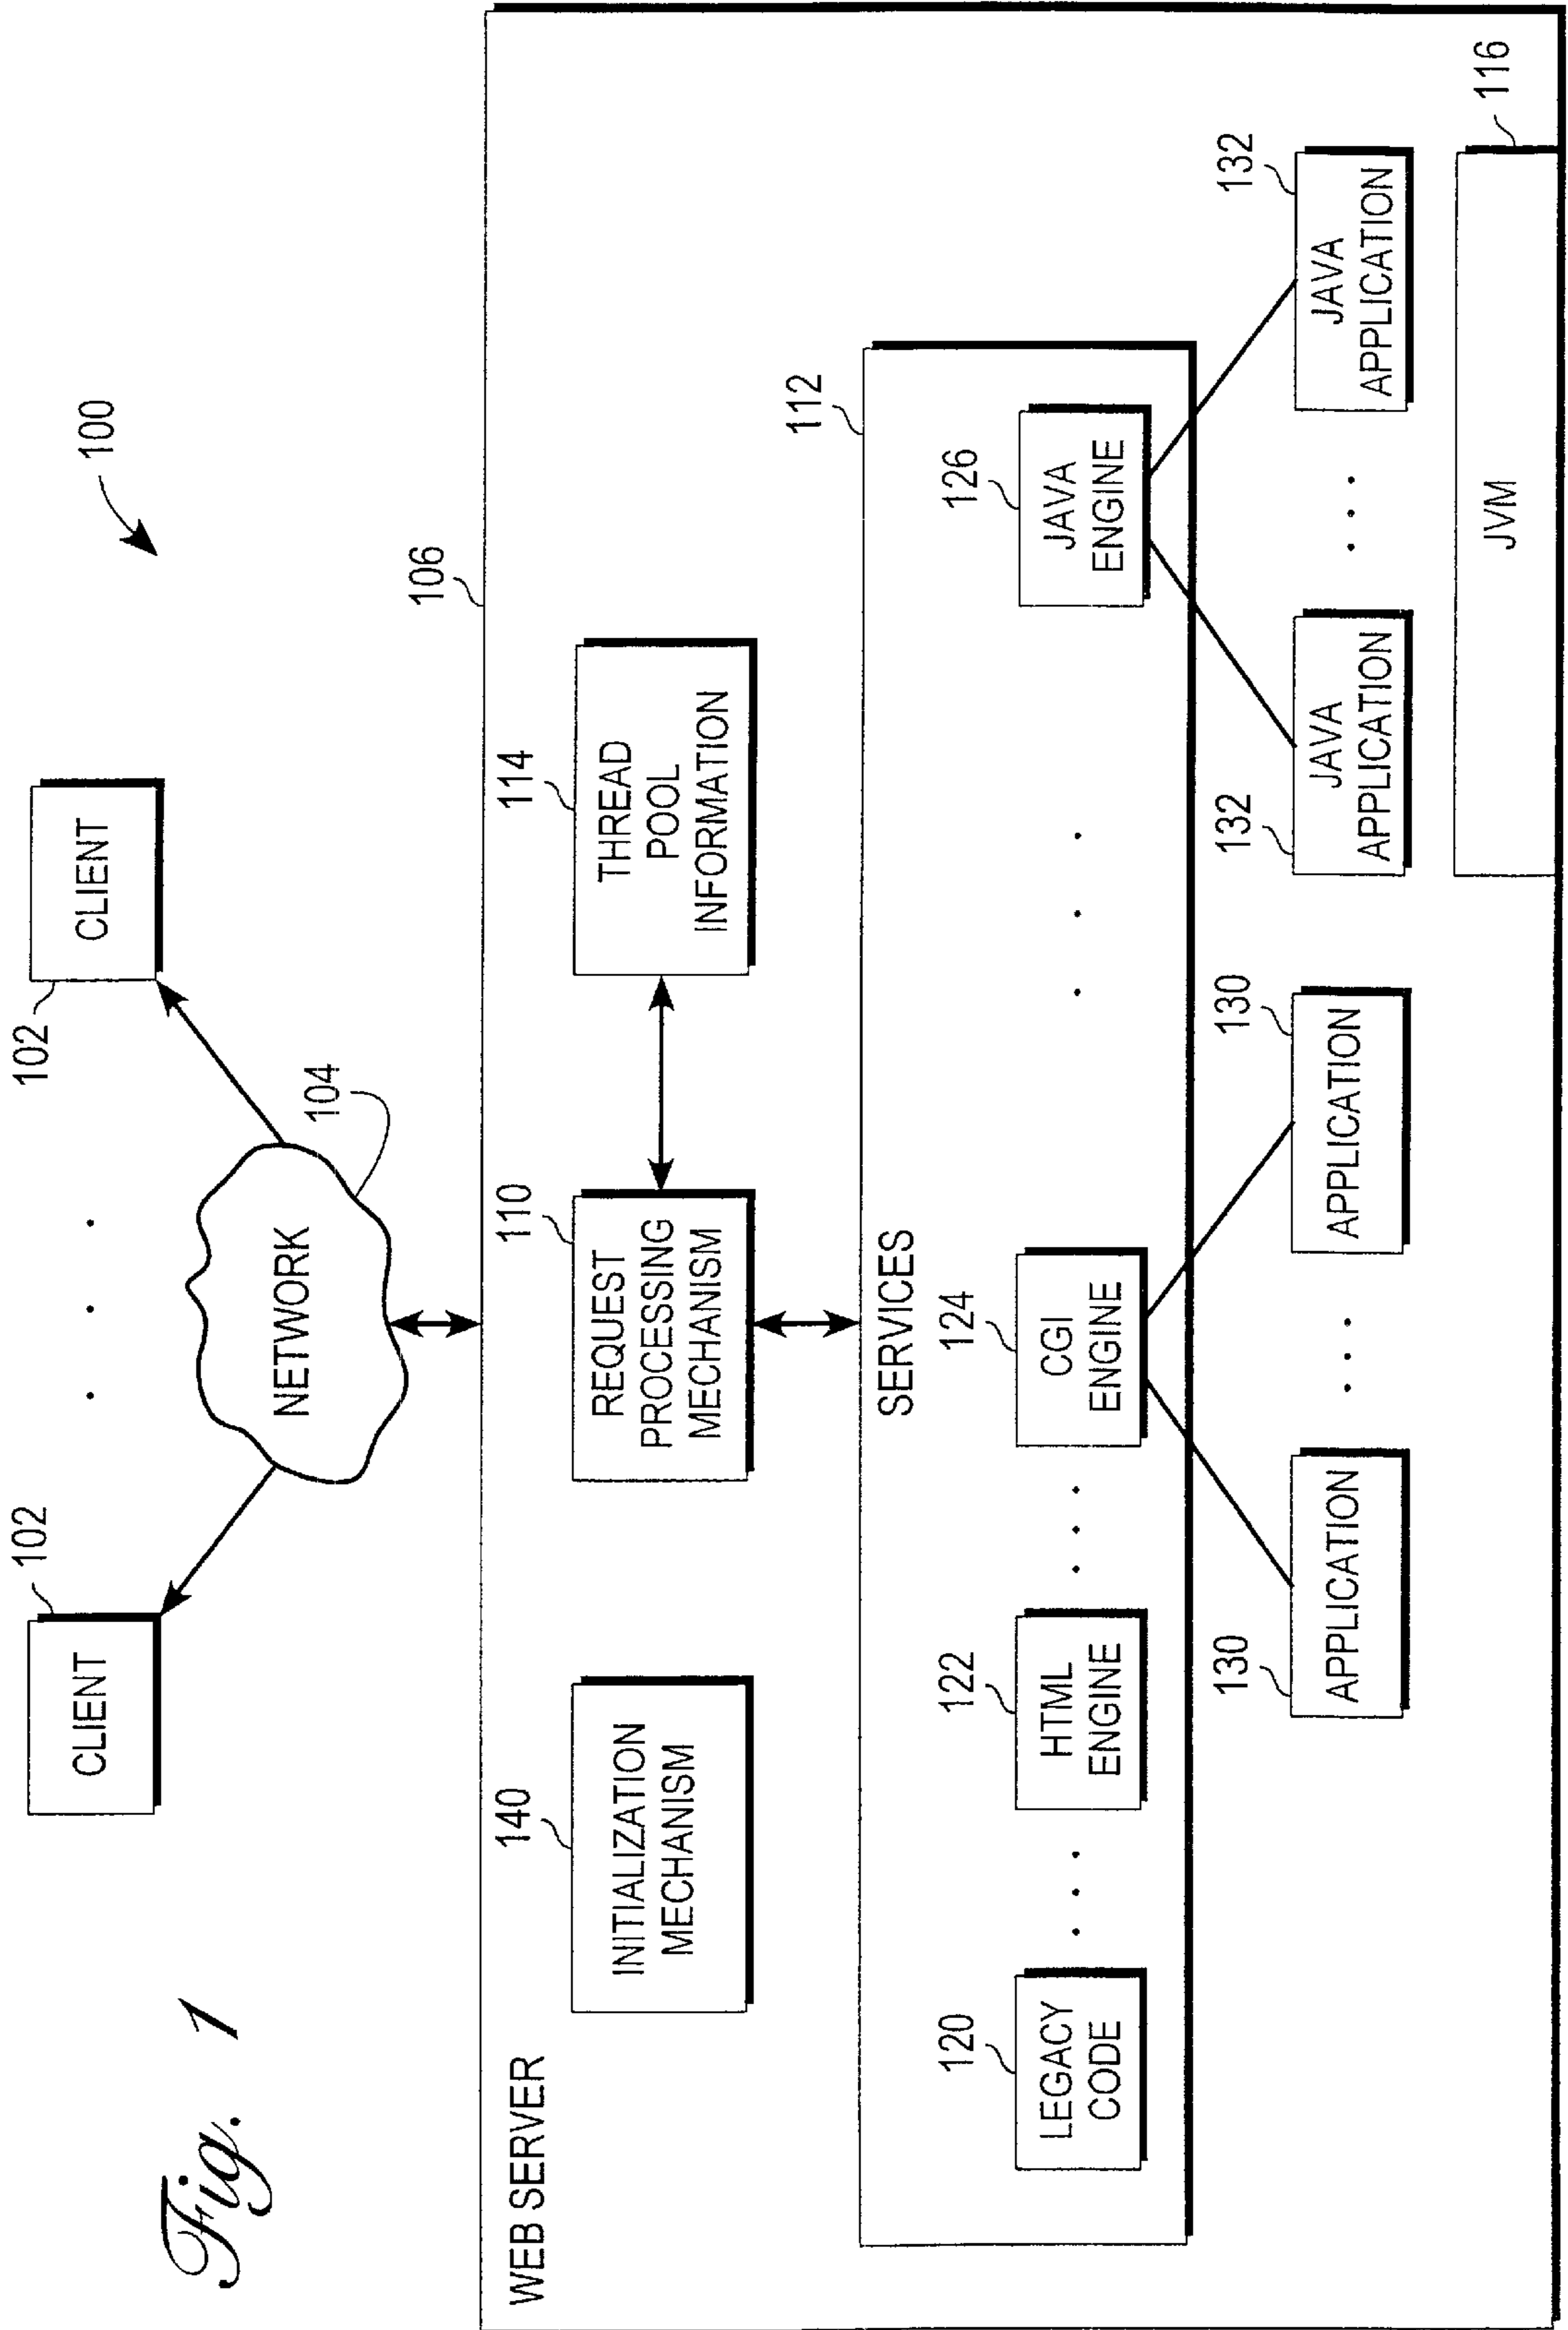 Fig. 1
100
102
CLIENT
. . .
102
CLIENT
NETWORK
104
106
WEB SERVER
140
INITIALIZATION
MECHANISM
110
REQUEST
PROCESSING
MECHANISM
114
THREAD
POOL
INFORMATION
112
SERVICES
120
LEGACY
CODE
. . .
122
HTML
ENGINE
. . .
124
CGI
ENGINE
. . .
126
JAVA
ENGINE
130
APPLICATION
. . .
130
APPLICATION
132
JAVA
APPLICATION
. . .
132
JAVA
APPLICATION
116
JVM